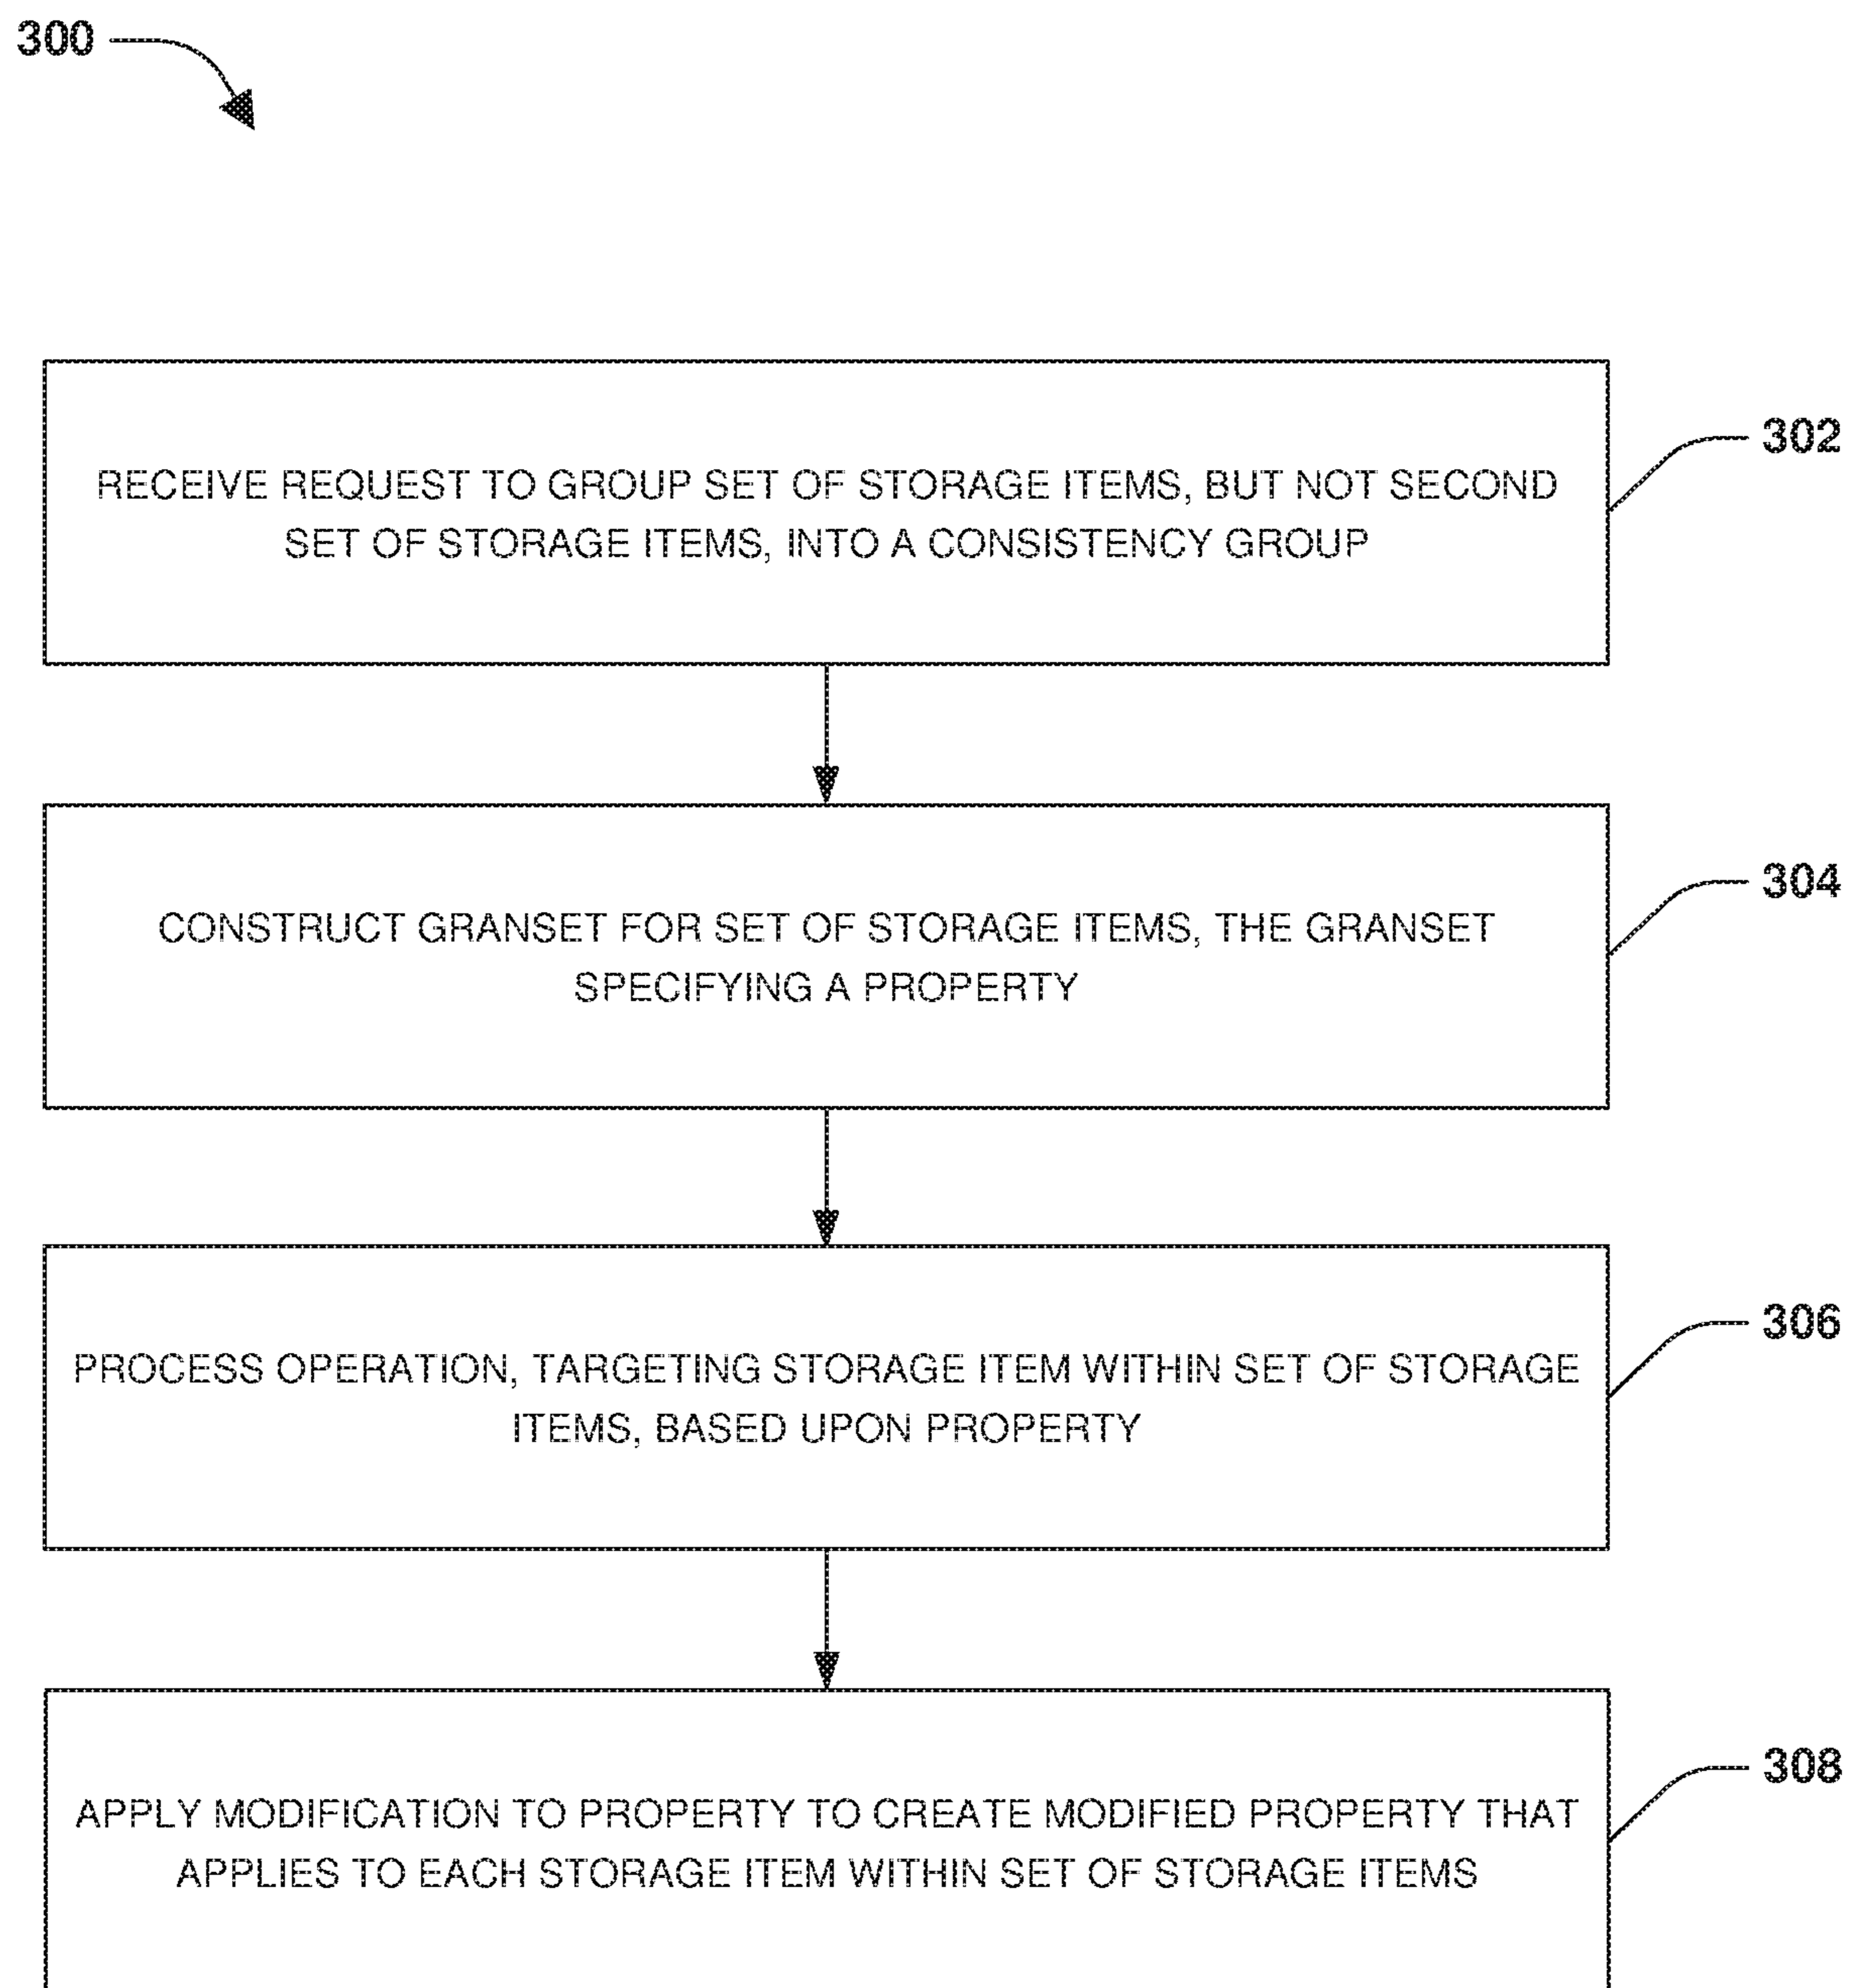 300
RECEIVE REQUEST TO GROUP SET OF STORAGE ITEMS, BUT NOT SECOND
SET OF STORAGE ITEMS, INTO A CONSISTENCY GROUP
302
CONSTRUCT GRANSET FOR SET OF STORAGE ITEMS, THE GRANSET
SPECIFYING A PROPERTY
304
PROCESS OPERATION, TARGETING STORAGE ITEM WITHIN SET OF STORAGE
ITEMS, BASED UPON PROPERTY
306
APPLY MODIFICATION TO PROPERTY TO CREATE MODIFIED PROPERTY THAT
APPLIES TO EACH STORAGE ITEM WITHIN SET OF STORAGE ITEMS
308